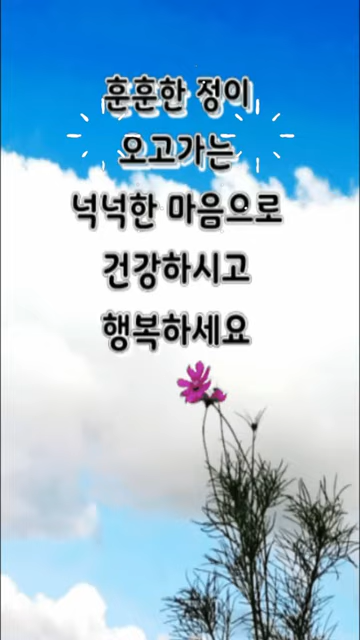 훈훈한 정이
오고가는
넉넉한 마음으로
건강하시고
행복하세요